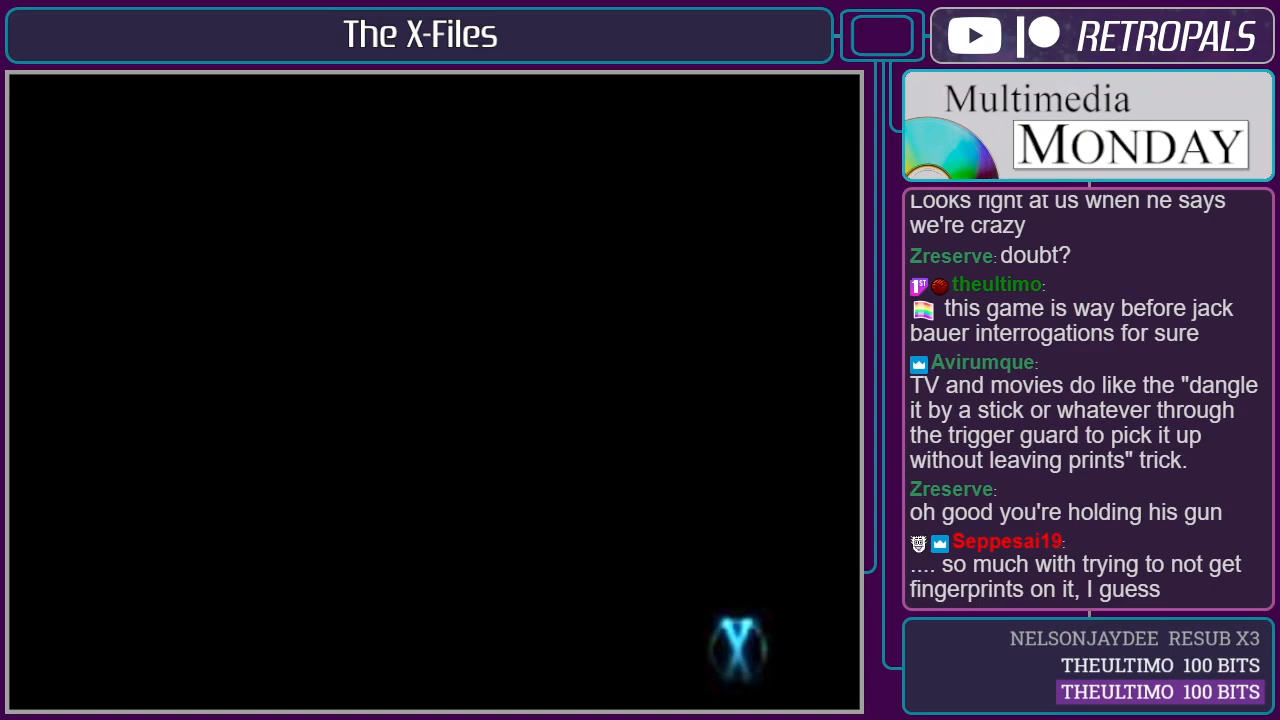 The X-Files
RETROPALS
Multimedia
MONDAY
Looks right at us when he says
we're crazy
Zreserve: doubt?
1ST theultimo:
this game is way before jack
bauer interrogations for sure
Avirumque:
TV and movies do like the "dangle
it by a stick or whatever through
the trigger guard to pick it up
without leaving prints" trick.
Zreserve:
oh good you're holding his gun
Seppesai19:
.... so much with trying to not get
fingerprints on it, I guess
X
NELSONJAYDEE RESUB X3
THEULTIMO 100 BITS
THEULTIMO 100 BITS